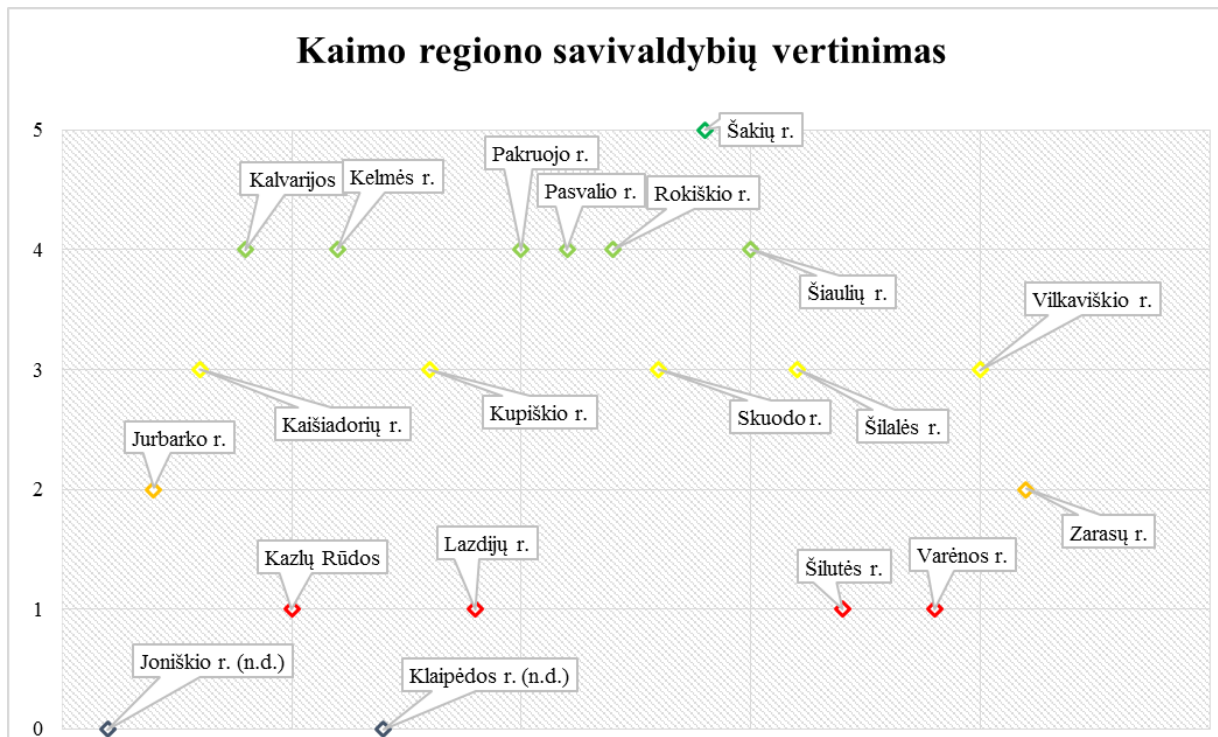 Kaimo regiono savivaldybių vertinimas
5
Šakių r.
Pakruojo r.
Kalvarijos
Kelmės r.
Pasvalio r.
Rokiškio r.
4
Šiaulių r.
Vilkaviškio r.
3
Kaišiadorių r.
Kupiškio r.
Skuodo r.
Šilalės r.
Jurbarko r.
2
Zarasų r.
Kazlų Rūdos
Lazdijų r.
Šilutės r.
Varėnos r.
1
Joniškio r. (n.d.)
Klaipėdos r. (n.d.)
0